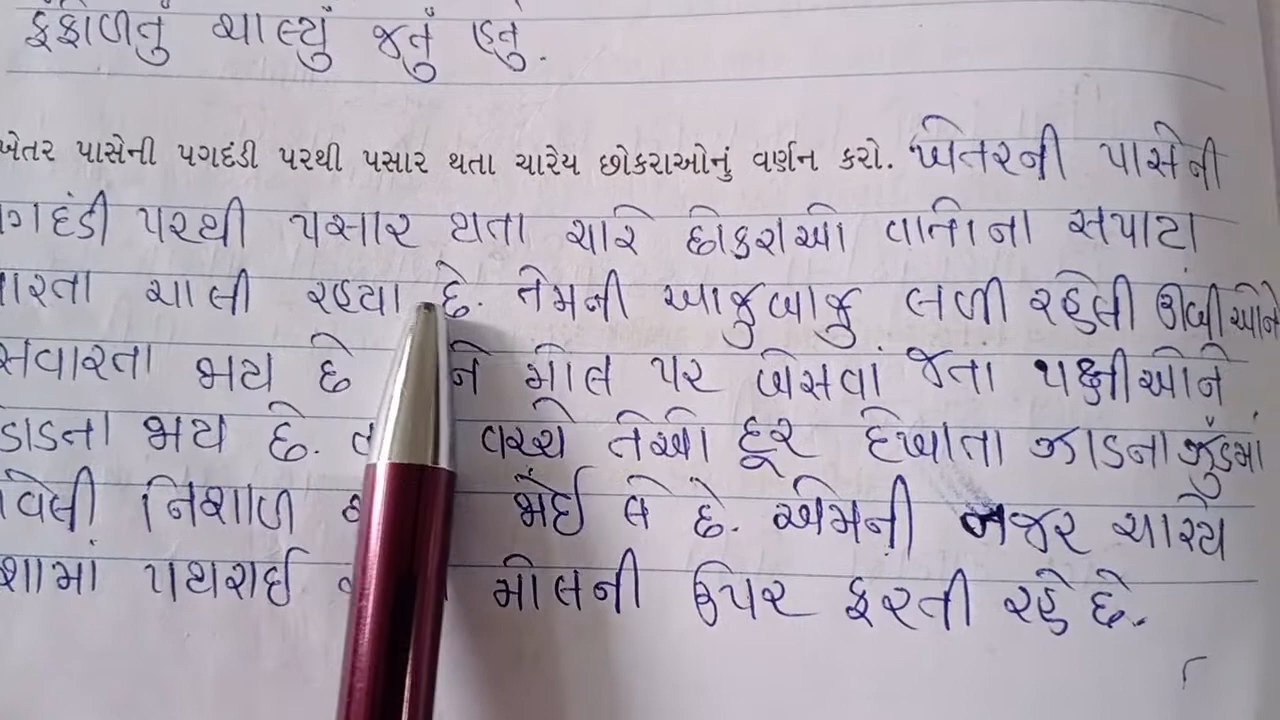 ફંફોળતું ચાલ્યું જતું હતું.
ખેતર પાસેની પગદંડી પરથી પસાર થતા ચારેય છોકરાઓનું વર્ણન કરો. ખેતરની પાસેની
ગદંડી પરથી પસાર થતા ચારે છોકરાઓ વાતોના સપાટા
ારતા ચાલી રહ્યા છે. તેમની આજુબાજુ લળી રહેલી ઊંબીઓને
સવારતા જાય છે ને મોલ પર બેસવાં જતાં પક્ષીઓને
ડાડતા જાય છે. વચ્ચે તેઓ દૂર દેખાતા ઝાડના ઝુંડમાં
નિશાળ જોઈ લે છે. એમની નજર ચારેય
શામાં પથરાઈ મોલની ઉપર ફરતી રહે છે.